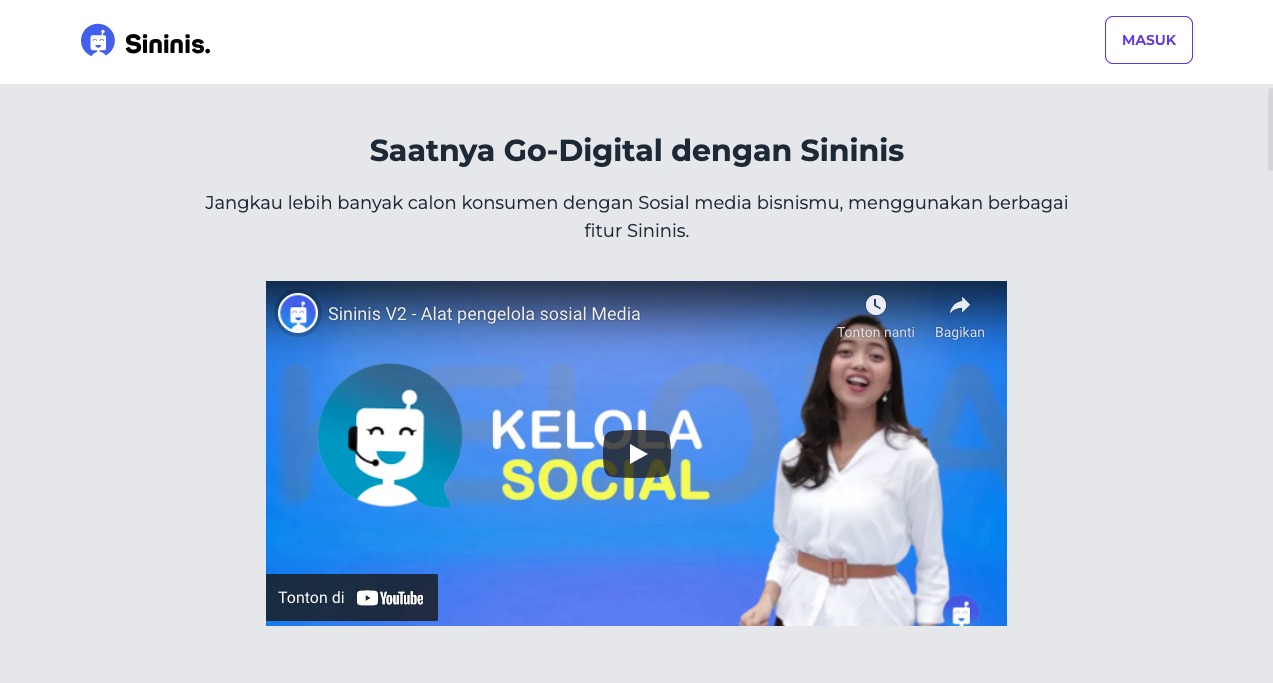 Sininis.
MASUK
Saatnya Go-Digital dengan Sininis
Jangkau lebih banyak calon konsumen dengan Sosial media bisnismu, menggunakan berbagai
fitur Sininis.
Sininis V2 - Alat pengelola sosial Media
Tonton nanti
Bagikan
KELOLA
KELOLA
SOCIAL
Tonton di YouTube